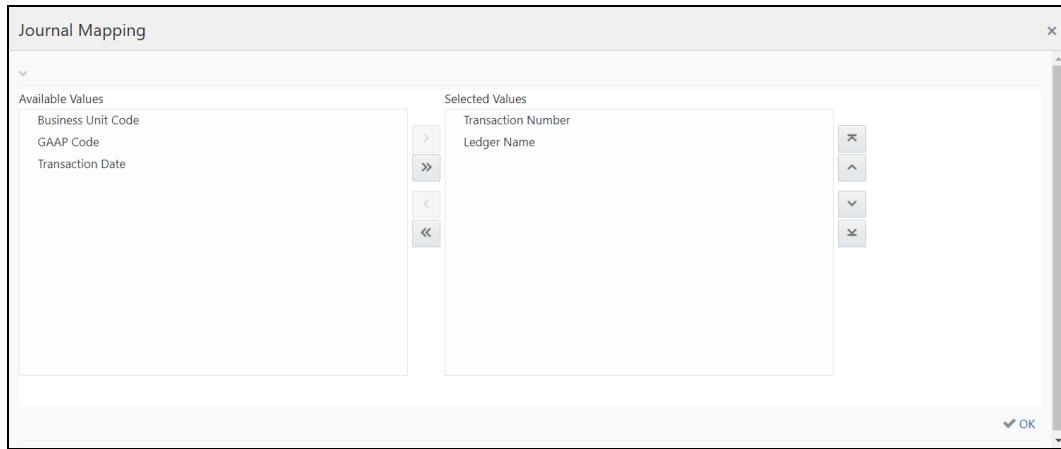 Journal Mapping
Available Values
Business Unit Code
GAAP Code
Transaction Date
Selected Values
Transaction Number
Ledger Name
OK